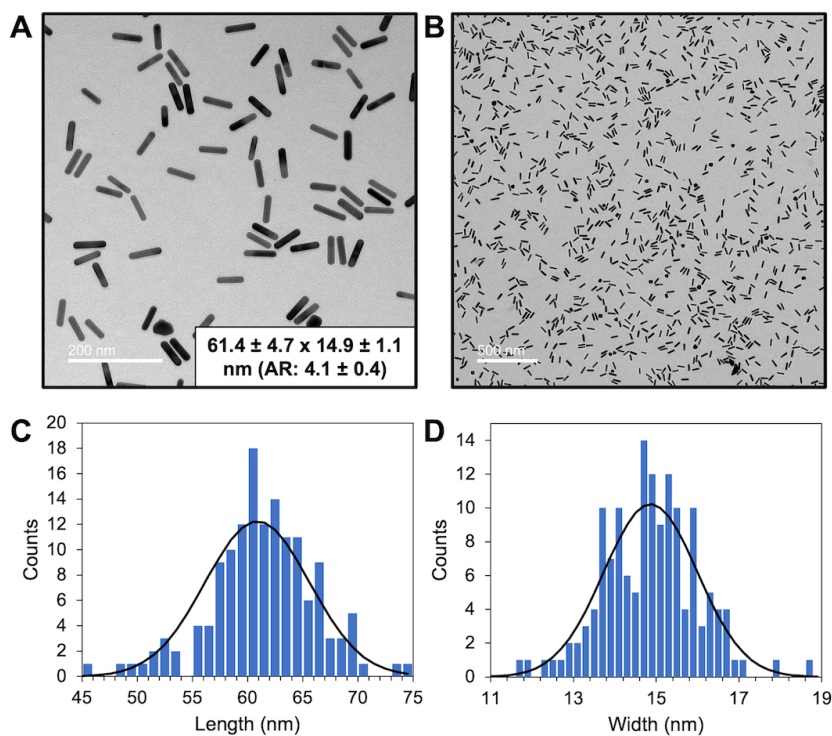 A
B
200 nm
61.4 ± 4.7 x 14.9 ± 1.1
nm (AR: 4.1 ± 0.4)
500 nm
C
D
Counts
20
18
16
14
12
10
8
6
4
2
0
45
50
55
60
65
70
75
Length (nm)
Counts
14
12
10
8
6
4
2
0
11
13
15
17
19
Width (nm)